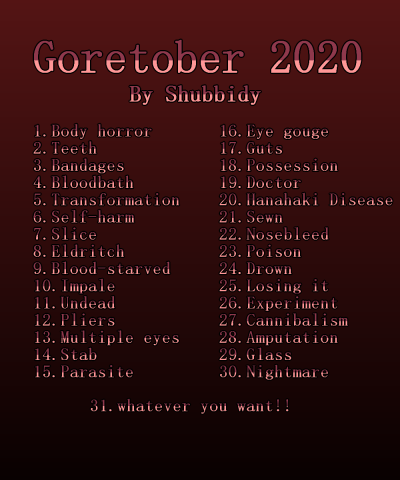 Goretober 2020
By Shubbidy
1.Body horror
2.Teeth
3.Bandages
4.Bloodbath
5.Transformation
6.Self-harm
7.Slice
8.Eldritch
9.Blood-starved
10.Impale
11.Undead
12.Pliers
13.Multiple eyes
14.Stab
15.Parasite
16.Eye gouge
17.Guts
18.Possession
19.Doctor
20.Hanahaki Disease
21.Sewn
22.Nosebleed
23.Poison
24.Drown
25.Losing it
26.Experiment
27.Cannibalism
28.Amputation
29.Glass
30.Nightmare
31.whatever you want!!